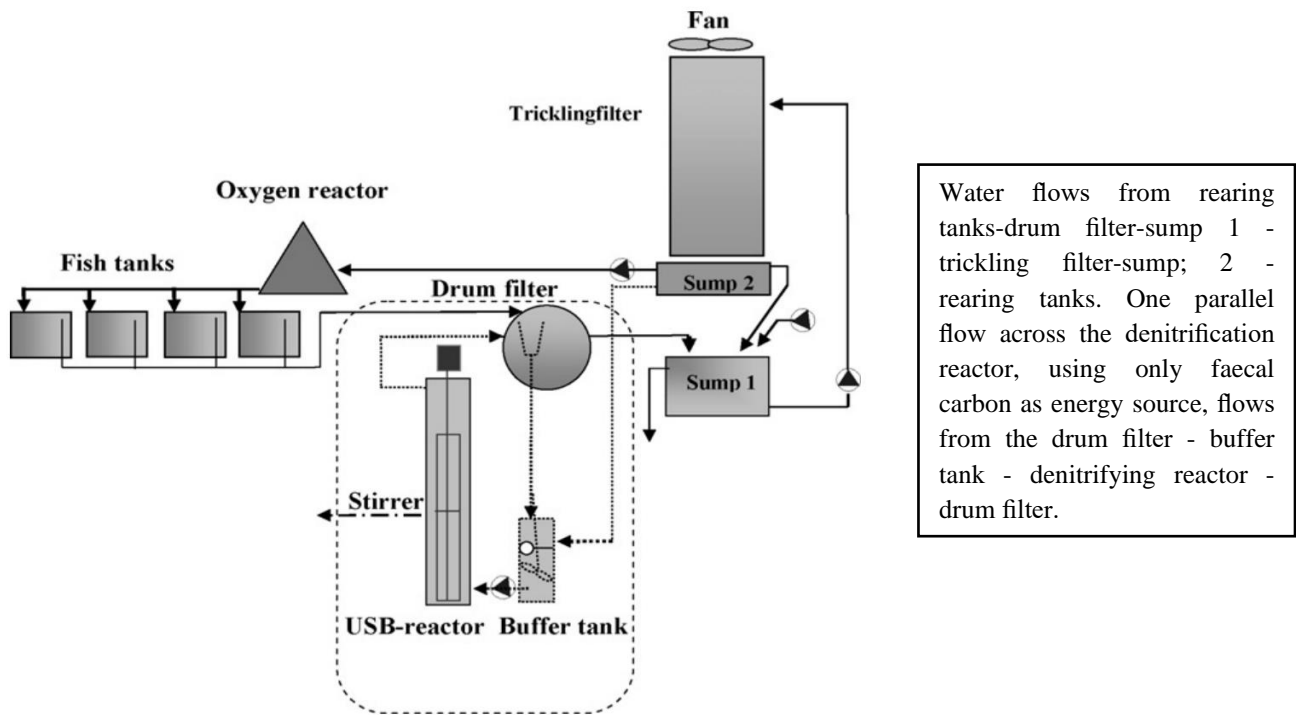 Fan
Tricklingfilter
Oxygen reactor
Fish tanks
Sump 2
Drum filter
Sump 1
Stirrer
USB-reactor
Buffer tank
Water flows from rearing
tanks-drum filter-sump 1 -
trickling filter-sump; 2 -
rearing tanks. One parallel
flow across the denitrification
reactor, using only faecal
carbon as energy source, flows
from the drum filter - buffer
tank - denitrifying reactor -
drum filter.